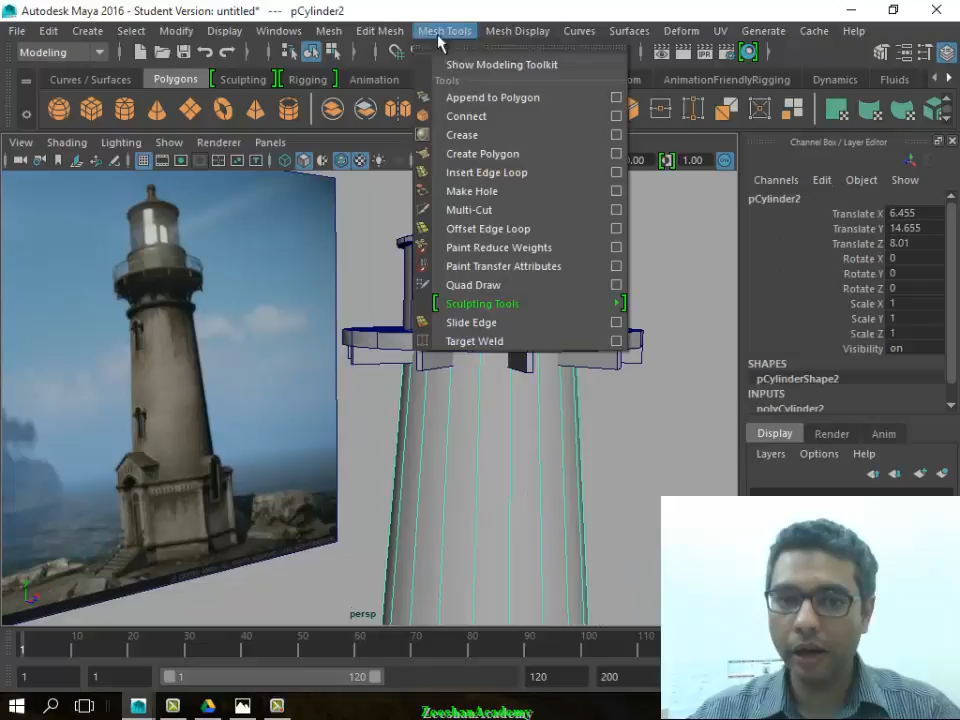 Autodesk Maya 2016 - Student Version: untitled* --- pCylinder2
File Edit Create Select Modify Display Windows Mesh Edit Mesh Mesh Tools Mesh Display Curves Surfaces Deform UV Generate Cache Help
Modeling
Curves / Surfaces Polygons Sculpting Rigging Animation om AnimationFriendlyRigging Dynamics Fluids
View Shading Lighting Show Renderer Panels
0.00 1.00
Show Modeling Toolkit
Tools
Append to Polygon
Connect
Crease
Create Polygon
Insert Edge Loop
Make Hole
Multi-Cut
Offset Edge Loop
Paint Reduce Weights
Paint Transfer Attributes
Quad Draw
Sculpting Tools
Slide Edge
Target Weld
Channel Box / Layer Editor
Channels Edit Object Show
pCylinder2
Translate X 6.455
Translate Y 14.655
Translate Z 8.01
Rotate X 0
Rotate Y 0
Rotate Z 0
Scale X 1
Scale Y 1
Scale Z 1
Visibility on
SHAPES
pCylinderShape2
INPUTS
polyCylinder2
Display Render Anim
Layers Options Help
persp
1 10 20 30 40 50 60 70 80 90 100 110
1 1 1 120 120 200
ZeeshanAcademy